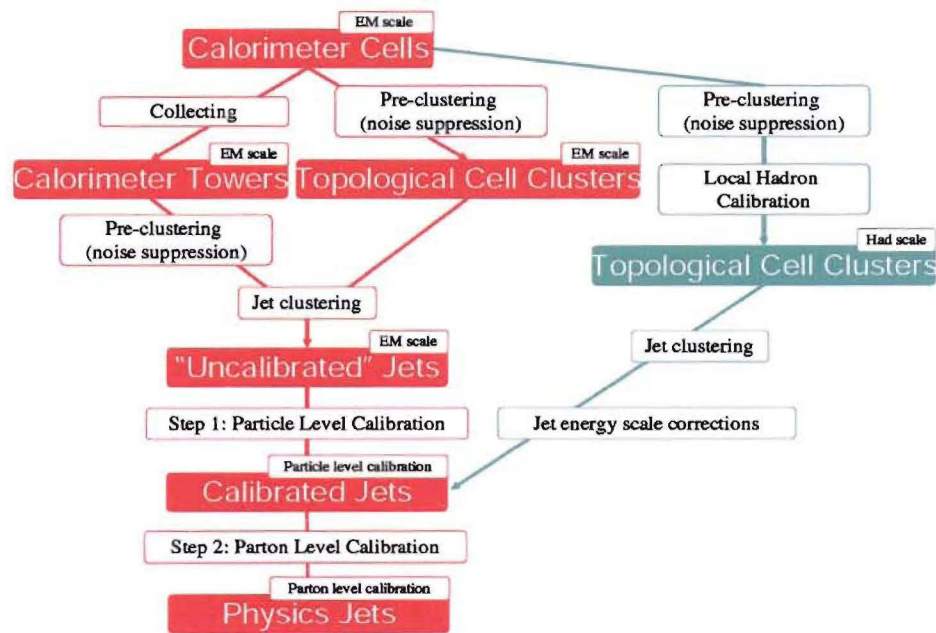 EM scale
Calorimeter Cells
Collecting
Pre-clustering
(noise suppression)
Pre-clustering
(noise suppression)
EM scale
Calorimeter Towers
EM scale
Topological Cell Clusters
Local Hadron
Calibration
Pre-clustering
(noise suppression)
Had scale
Topological Cell Clusters
Jet clustering
EM scale
"Uncalibrated" Jets
Jet clustering
Step 1: Particle Level Calibration
Jet energy scale corrections
Particle level calibration
Calibrated Jets
Step 2: Parton Level Calibration
Parton level calibration
Physics Jets